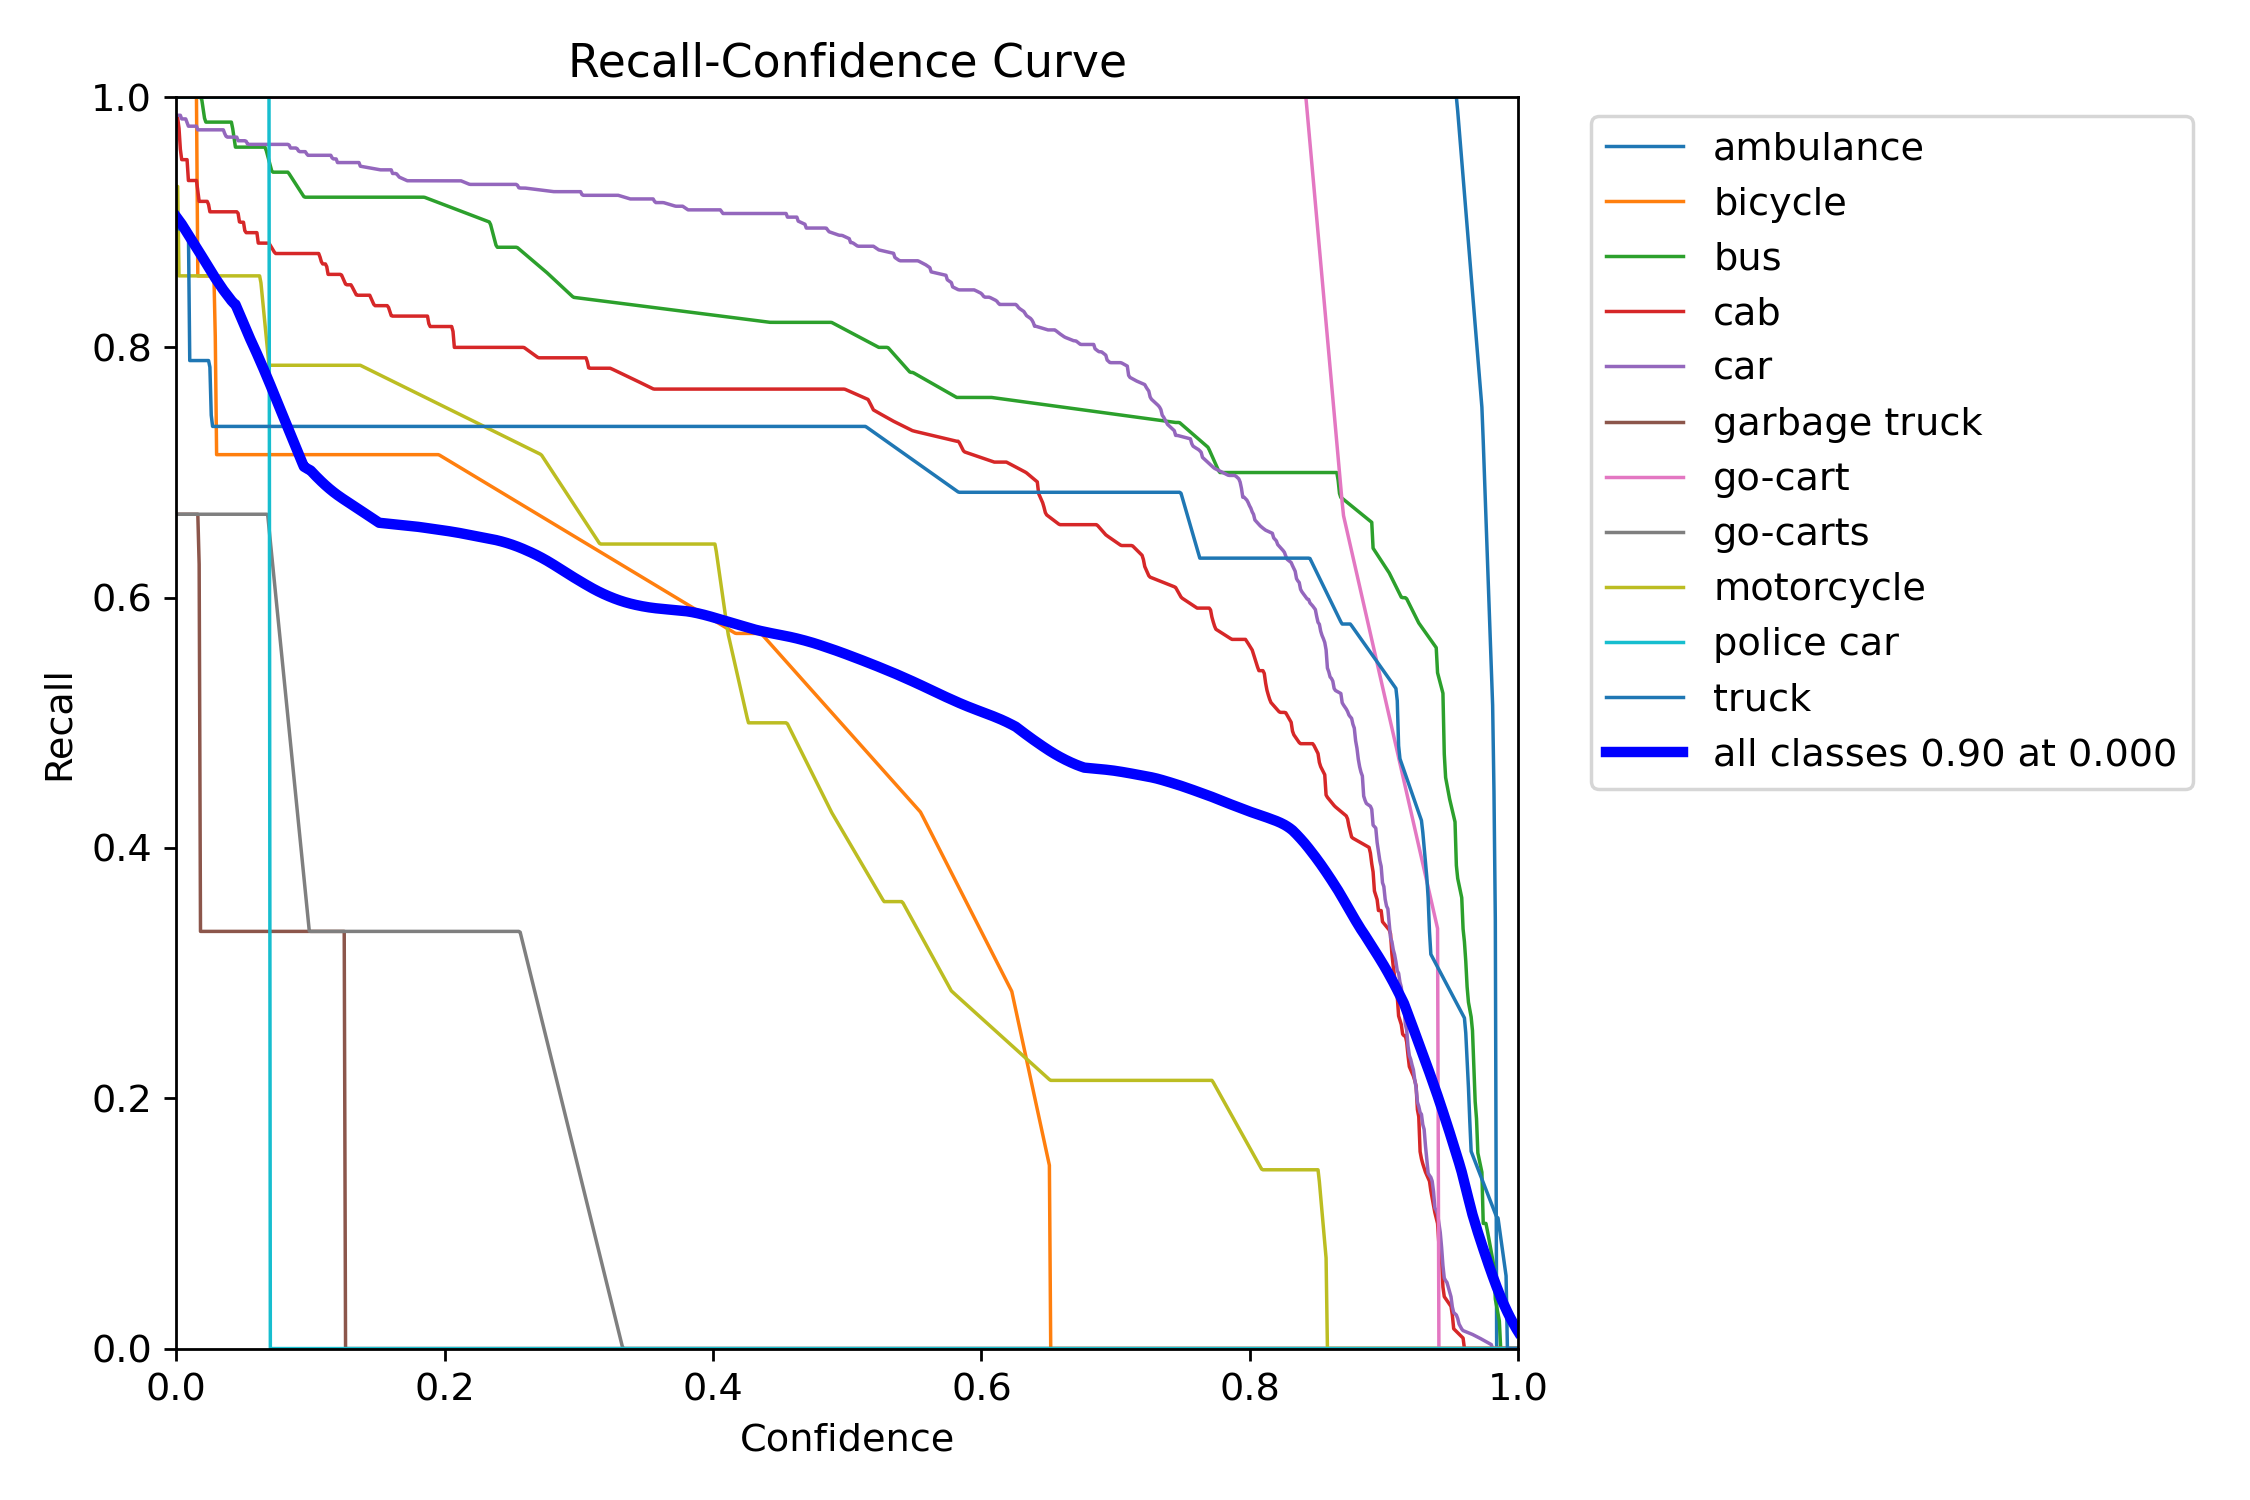 Recall-Confidence Curve
1.0
0.8
0.6
0.4
0.2
0.0
Recall
0.0 0.2 0.4 0.6 0.8 1.0
Confidence
ambulance
bicycle
bus
cab
car
garbage truck
go-cart
go-carts
motorcycle
police car
truck
all classes 0.90 at 0.000